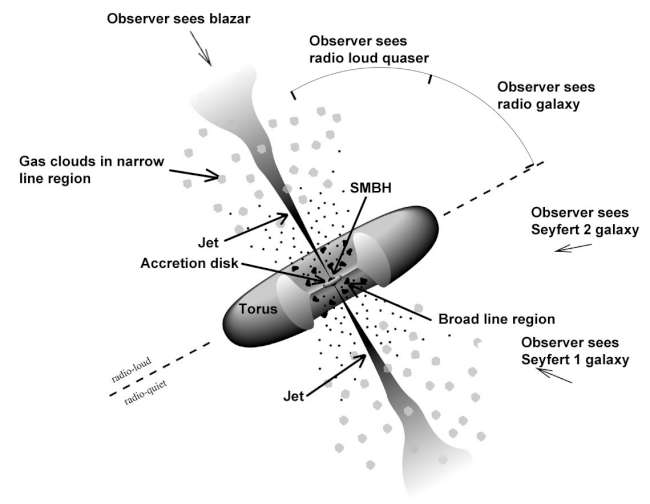 Observer sees blazar
Observer sees
radio loud quaser
Observer sees
radio galaxy
Gas clouds in narrow
line region
SMBH
Observer sees
Seyfert 2 galaxy
Jet
Accretion disk
Torus
Broad line region
Observer sees
Seyfert 1 galaxy
radio-loud
radio-quiet
Jet